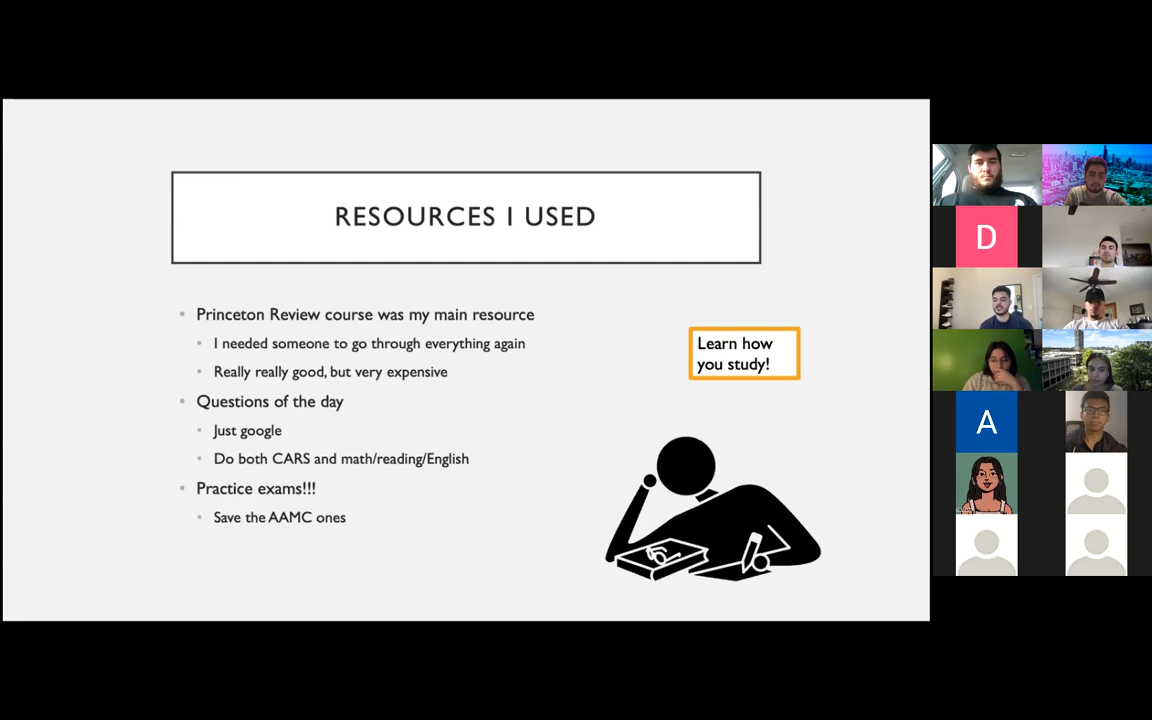 RESOURCES I USED
Princeton Review course was my main resource
I needed someone to go through everything again
Really really good, but very expensive
Questions of the day
Just google
Do both CARS and math/reading/English
Practice exams!!!
Save the AAMC ones
Learn how
you study!
D
A